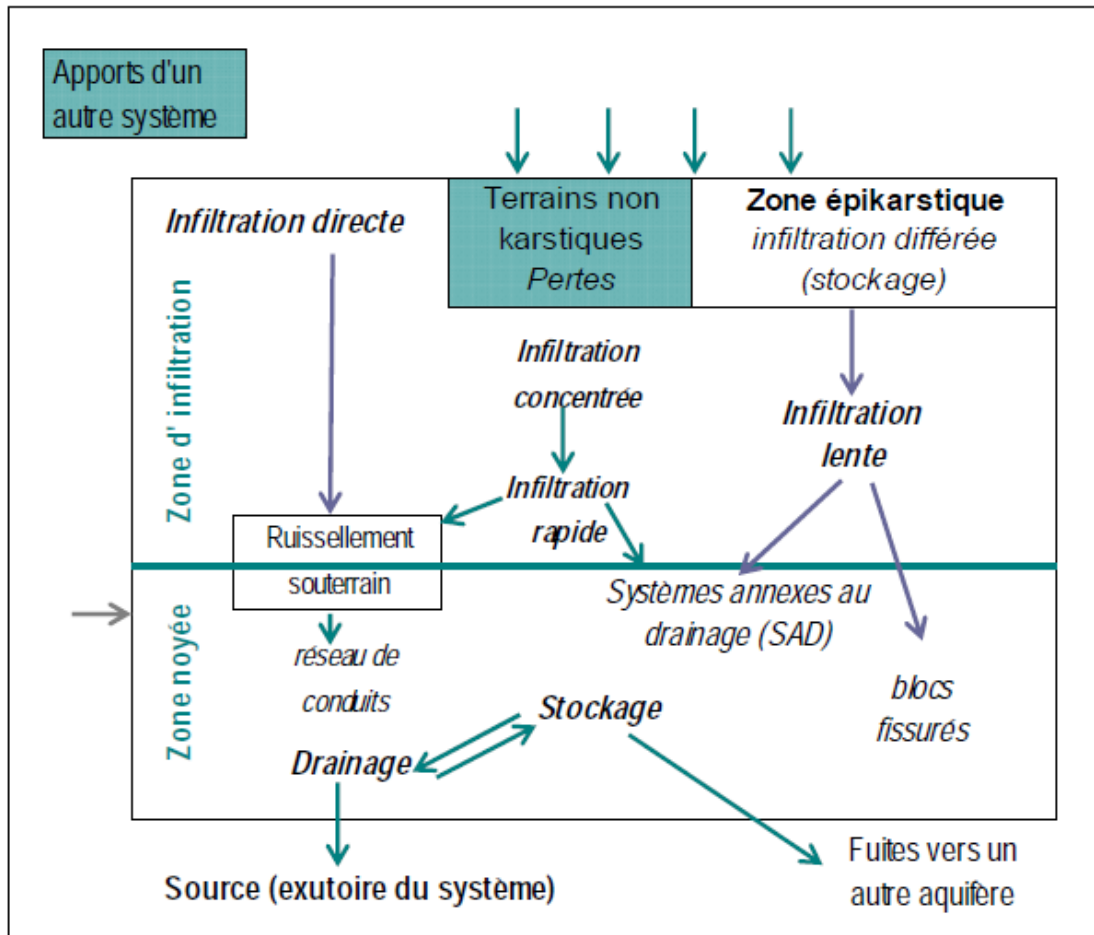 Apports d'un
autre système
Terrains non
karstiques
Pertes
Zone épikarstique
infiltration différée
(stockage)
Infiltration directe
Zone d' infiltration
Infiltration
concentrée
Infiltration
lente
Infiltration
rapide
Ruissellement
souterrain
Systèmes annexes au
drainage (SAD)
Zone noyée
réseau de
conduits
blocs
fissurés
Stockage
Drainage
Source (exutoire du système)
Fuites vers un
autre aquifère